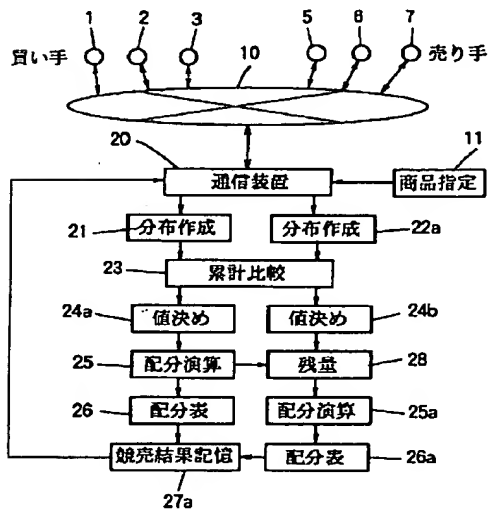 1 2 3 5 6 7
買い手 10 売り手
20 11
通信装置 商品指定
21 分布作成 分布作成 22a
23 累計比較
24a 値決め 値決め 24b
25 配分演算 残量 28
26 配分表 配分演算 25a
競売結果記憶 配分表 26a
27a